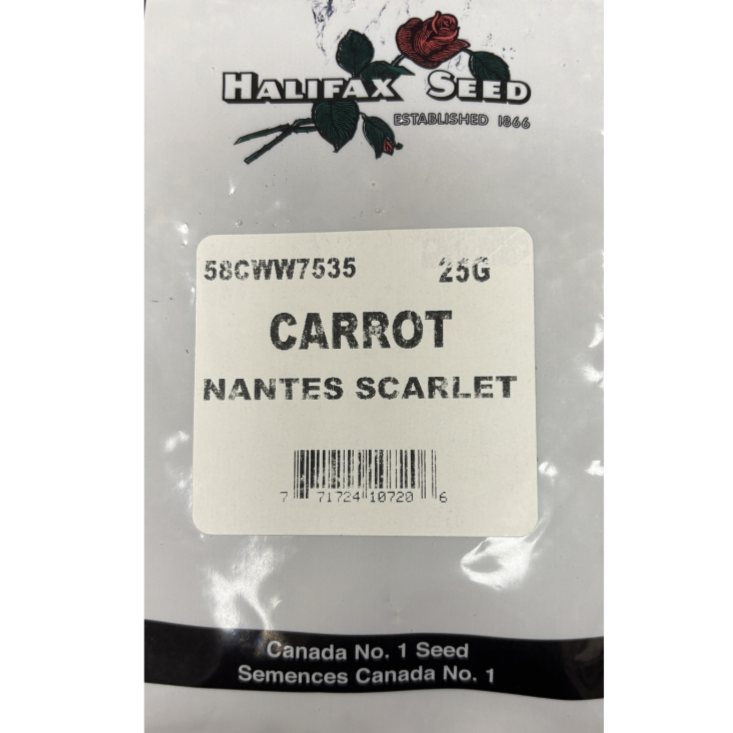 HALIFAX SEED
ESTABLISHED 1866
58CWW7535 25G
CARROT
NANTES SCARLET
7 71724 10720 6
Canada No. 1 Seed
Semences Canada No. 1